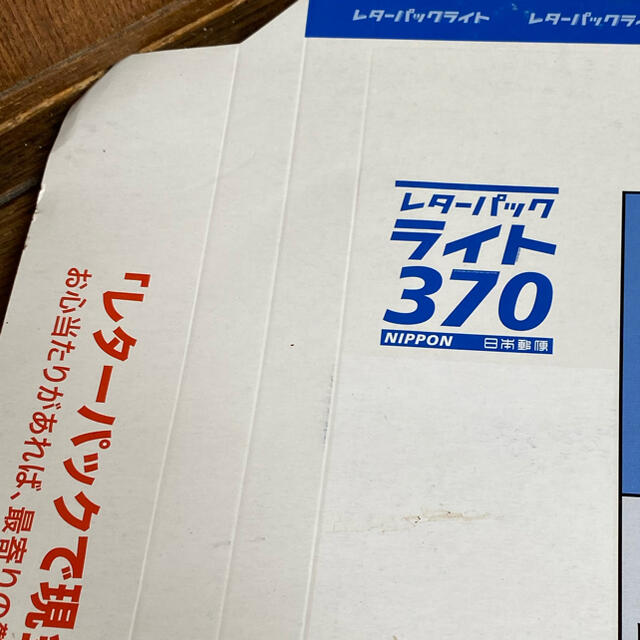 レターパックライト レターパックライ
レターパック
ライト
370
NIPPON 日本郵便
「レターパックで現
お心当たりがあれば、最寄りの